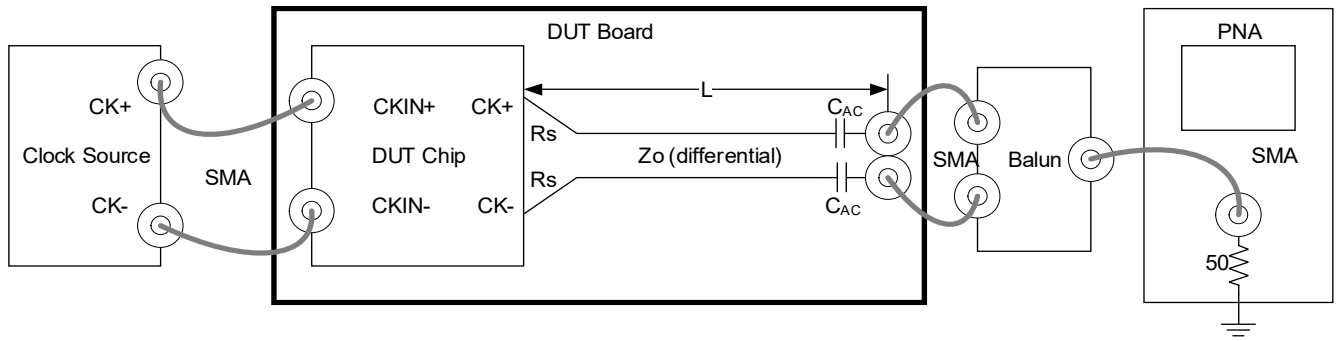 DUT Board
PNA
L
CK+
CKIN+
CK+
CAC
Rs
Clock Source
SMA
DUT Chip
Zo (differential)
SMA
Balun
SMA
Rs
CK-
CKIN-
CK-
CAC
50